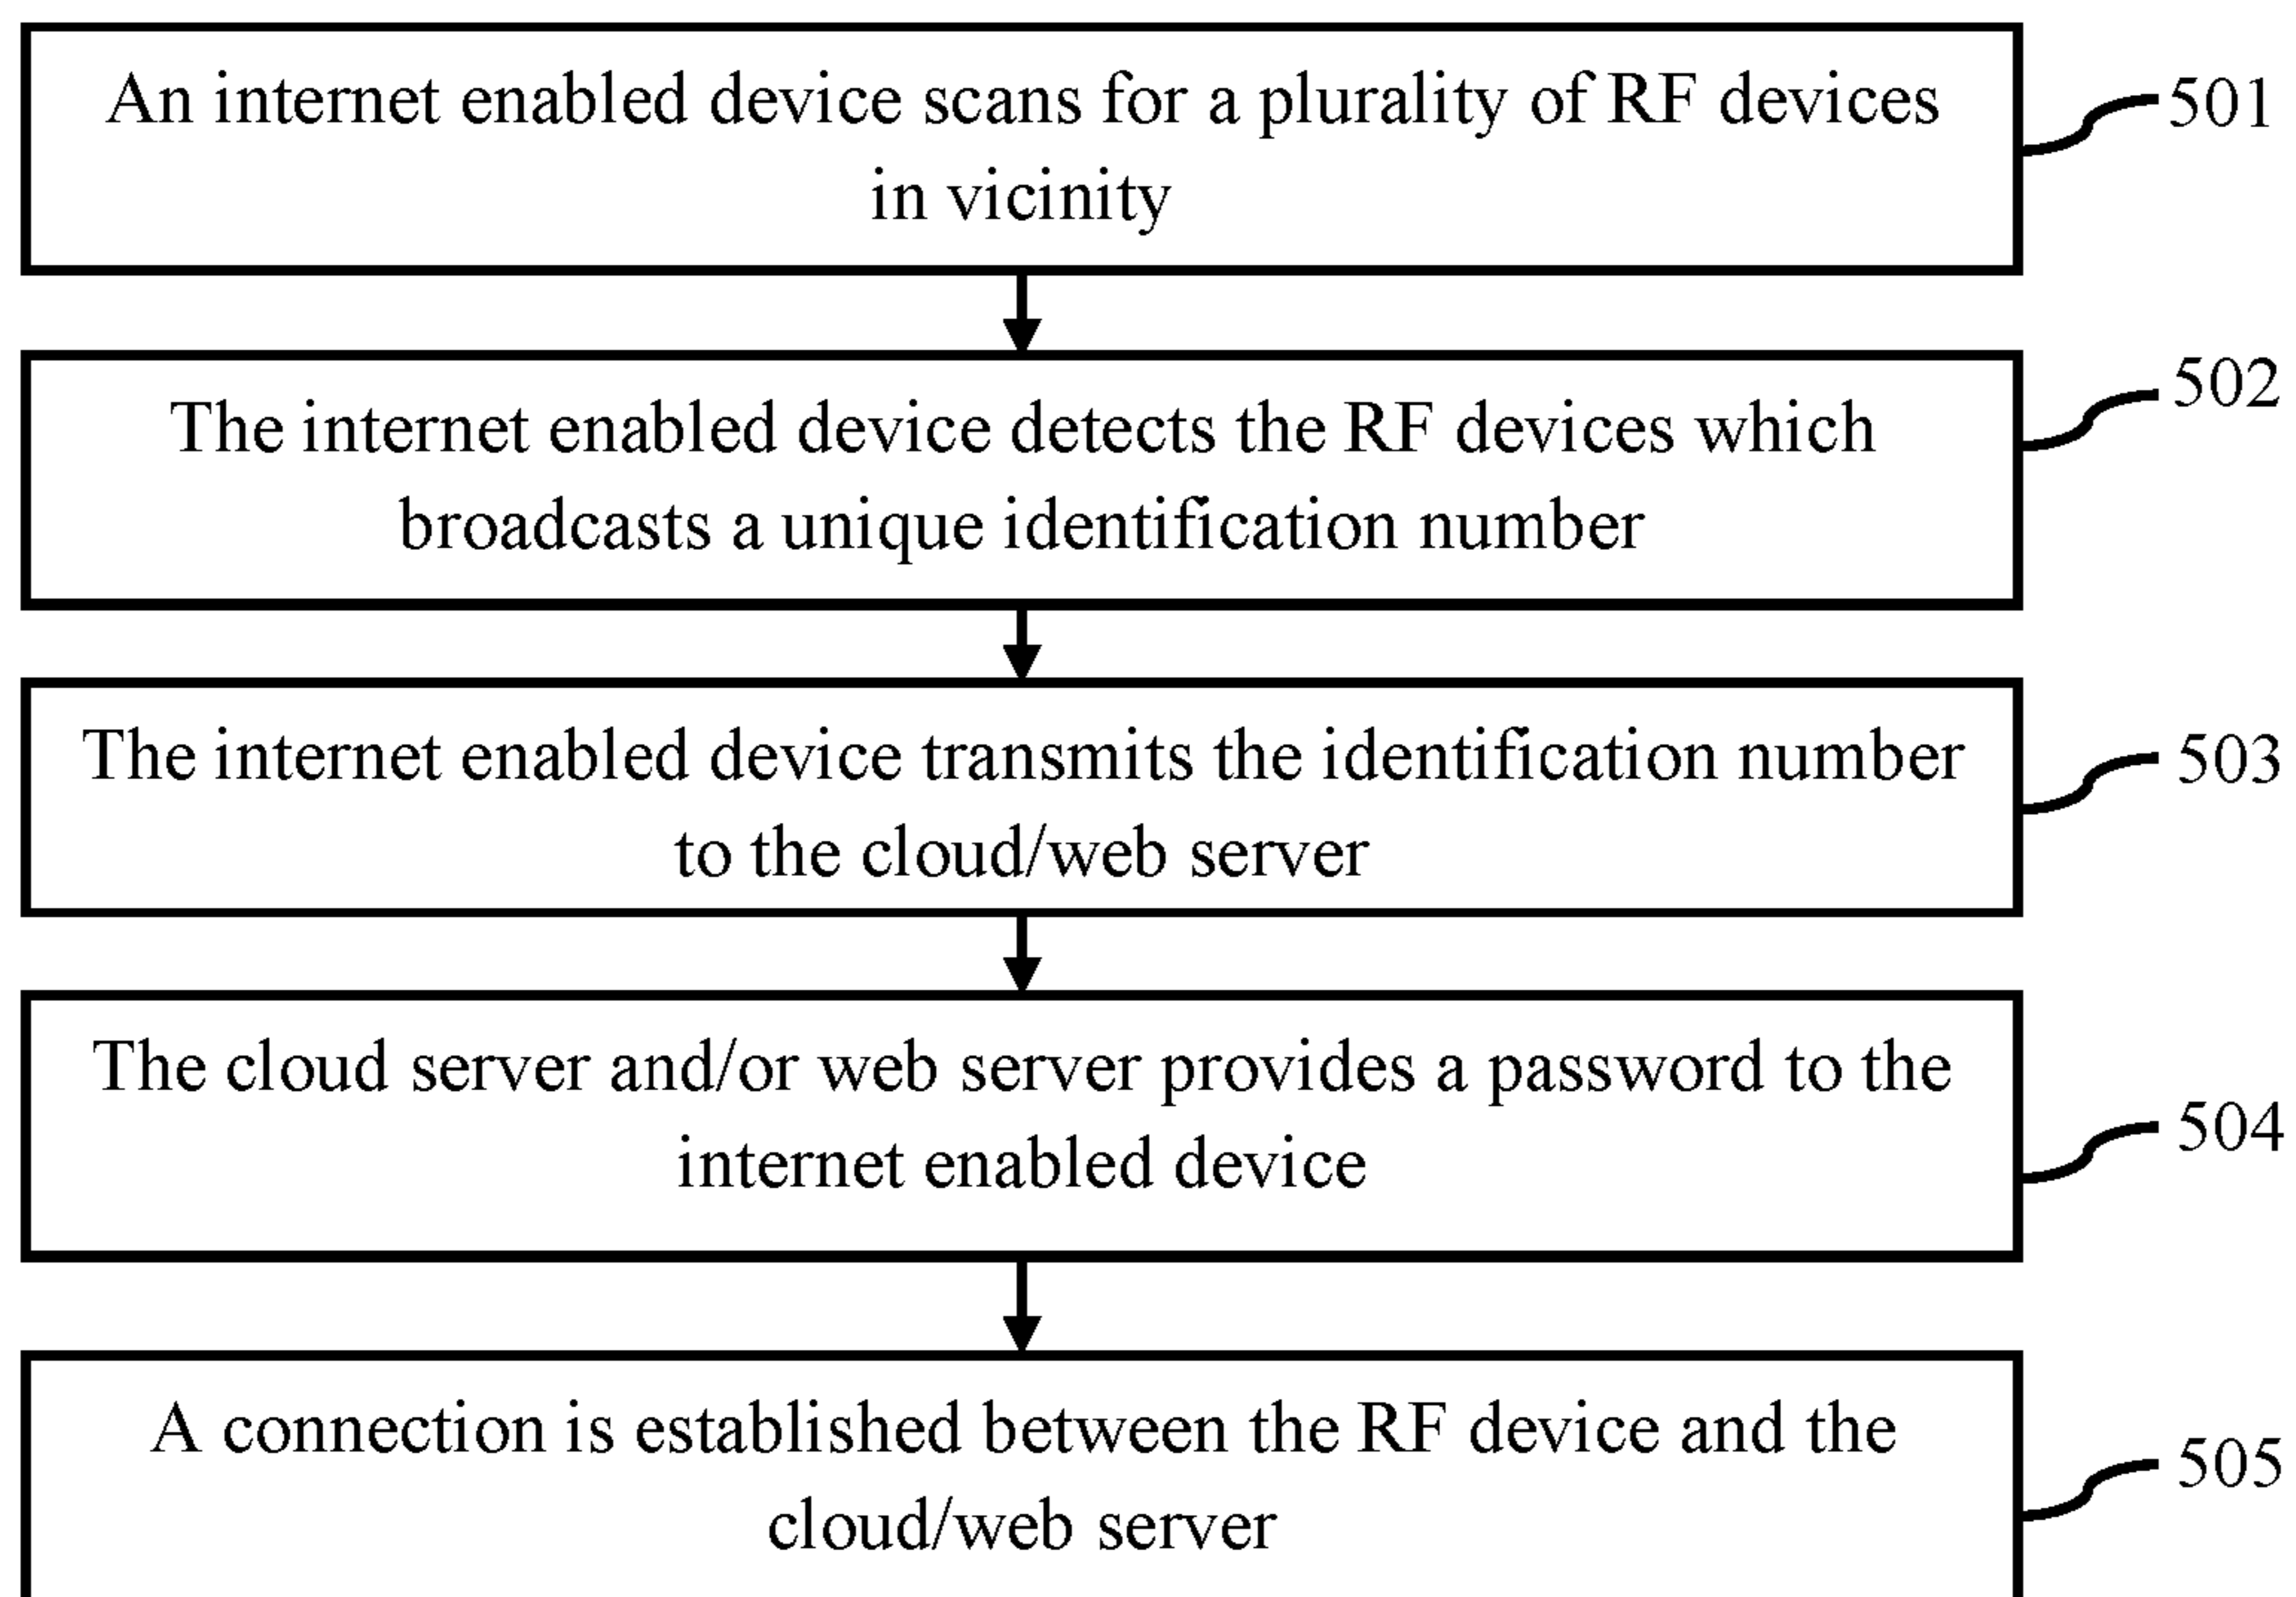 An internet enabled device scans for a plurality of RF devices
in vicinity
501
The internet enabled device detects the RF devices which
broadcasts a unique identification number
502
The internet enabled device transmits the identification number
to the cloud/web server
503
The cloud server and/or web server provides a password to the
internet enabled device
504
A connection is established between the RF device and the
cloud/web server
505